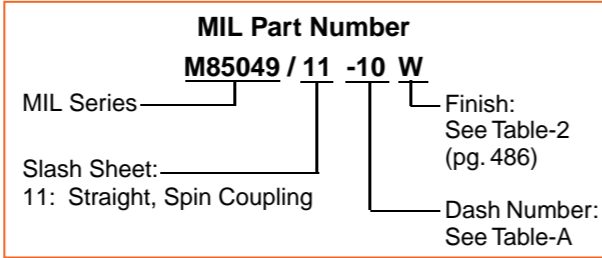 MIL Part Number
M85049 / 11 -10 W
MIL Series
Finish:
See Table-2
(pg. 486)
Slash Sheet:
11: Straight, Spin Coupling
Dash Number:
See Table-A